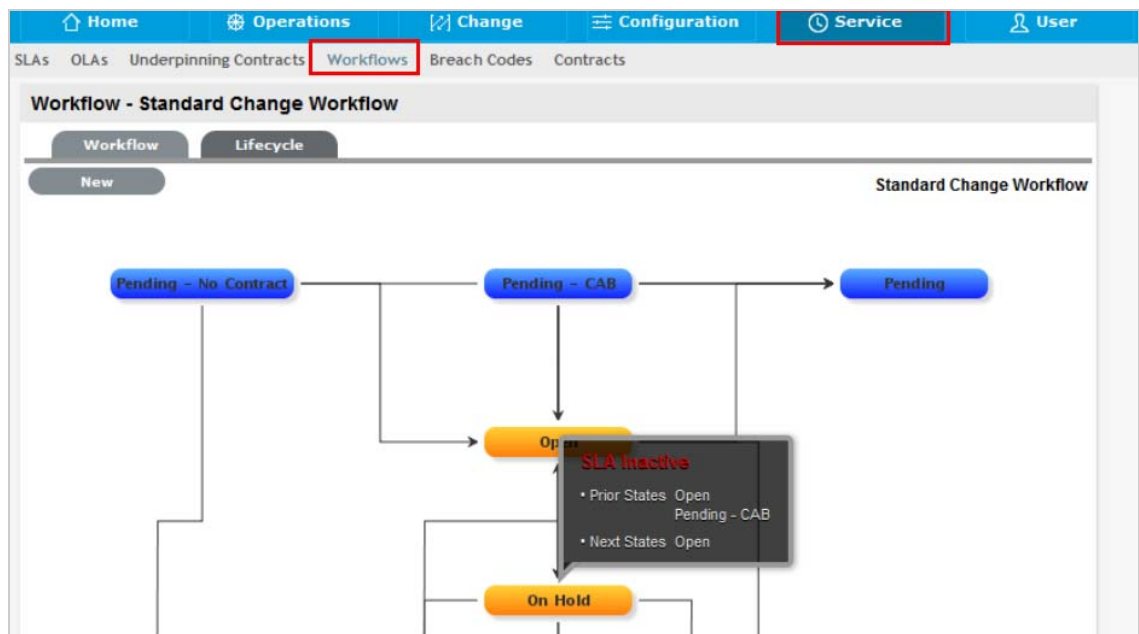 Home Operations Change Configuration Service User
SLAs OLAs Underpinning Contracts Workflows Breach Codes Contracts
Workflow - Standard Change Workflow
Workflow Lifecycle
New Standard Change Workflow
Pending - No Contract Pending - CAB Pending
Open
SLA Inactive
• Prior States Open
Pending - CAB
• Next States Open
On Hold